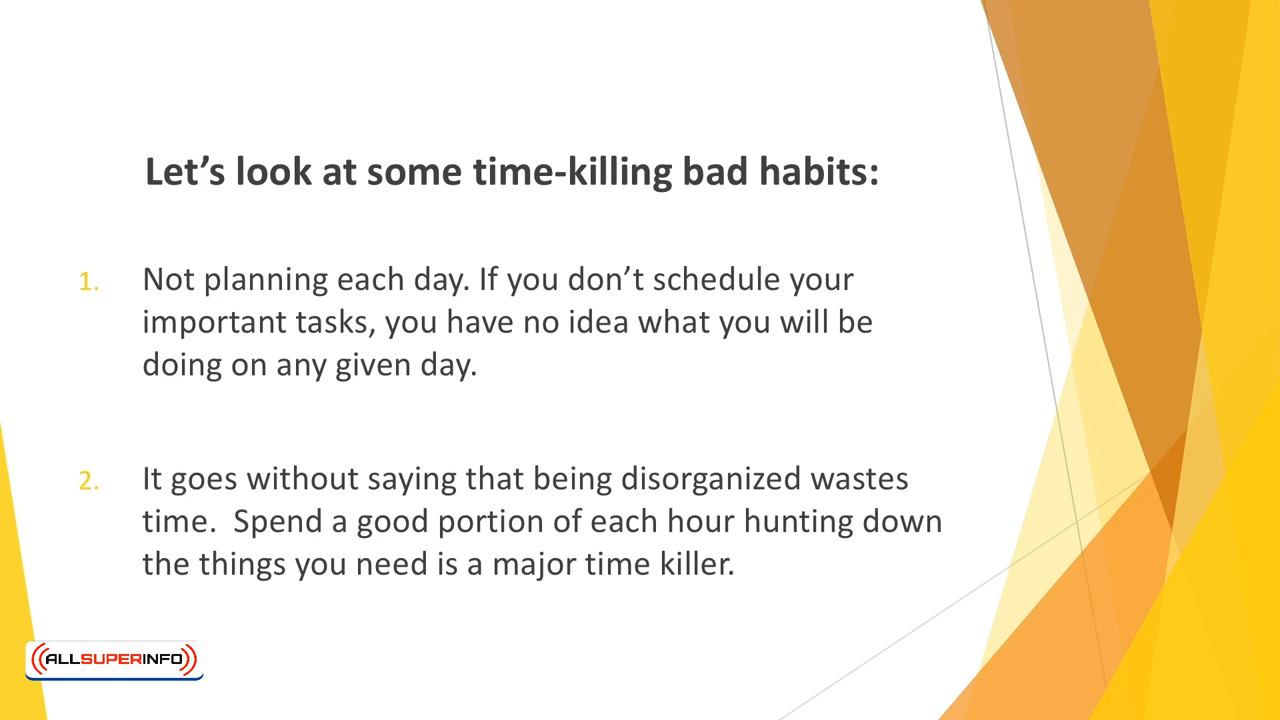 Let’s look at some time-killing bad habits:
1. Not planning each day. If you don’t schedule your
important tasks, you have no idea what you will be
doing on any given day.
2. It goes without saying that being disorganized wastes
time.  Spend a good portion of each hour hunting down
the things you need is a major time killer.
ALLSUPERINFO